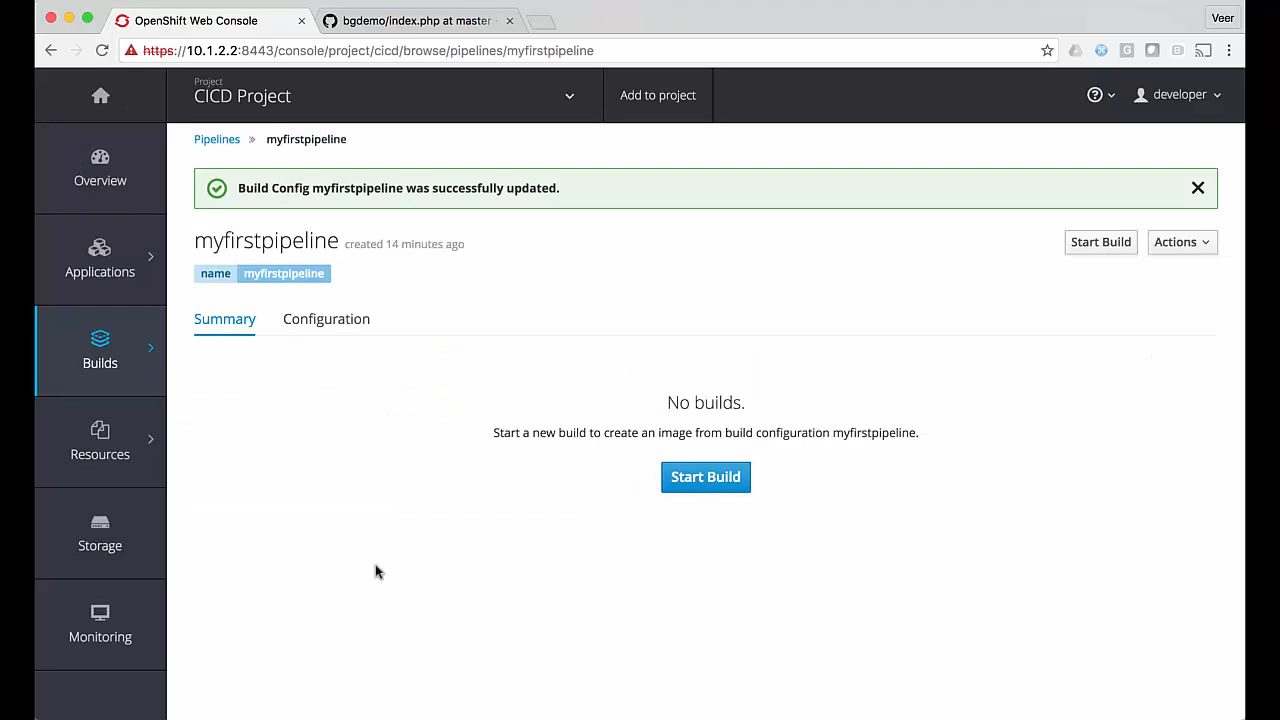 OpenShift Web Console
bgdemo/index.php at master
Veer
https://10.1.2.2:8443/console/project/cicd/browse/pipelines/myfirstpipeline
Project
CICD Project
Add to project
developer
Overview
Applications
Builds
Resources
Storage
Monitoring
Pipelines » myfirstpipeline
Build Config myfirstpipeline was successfully updated.
myfirstpipeline created 14 minutes ago
Start Build
Actions
name myfirstpipeline
Summary
Configuration
No builds.
Start a new build to create an image from build configuration myfirstpipeline.
Start Build